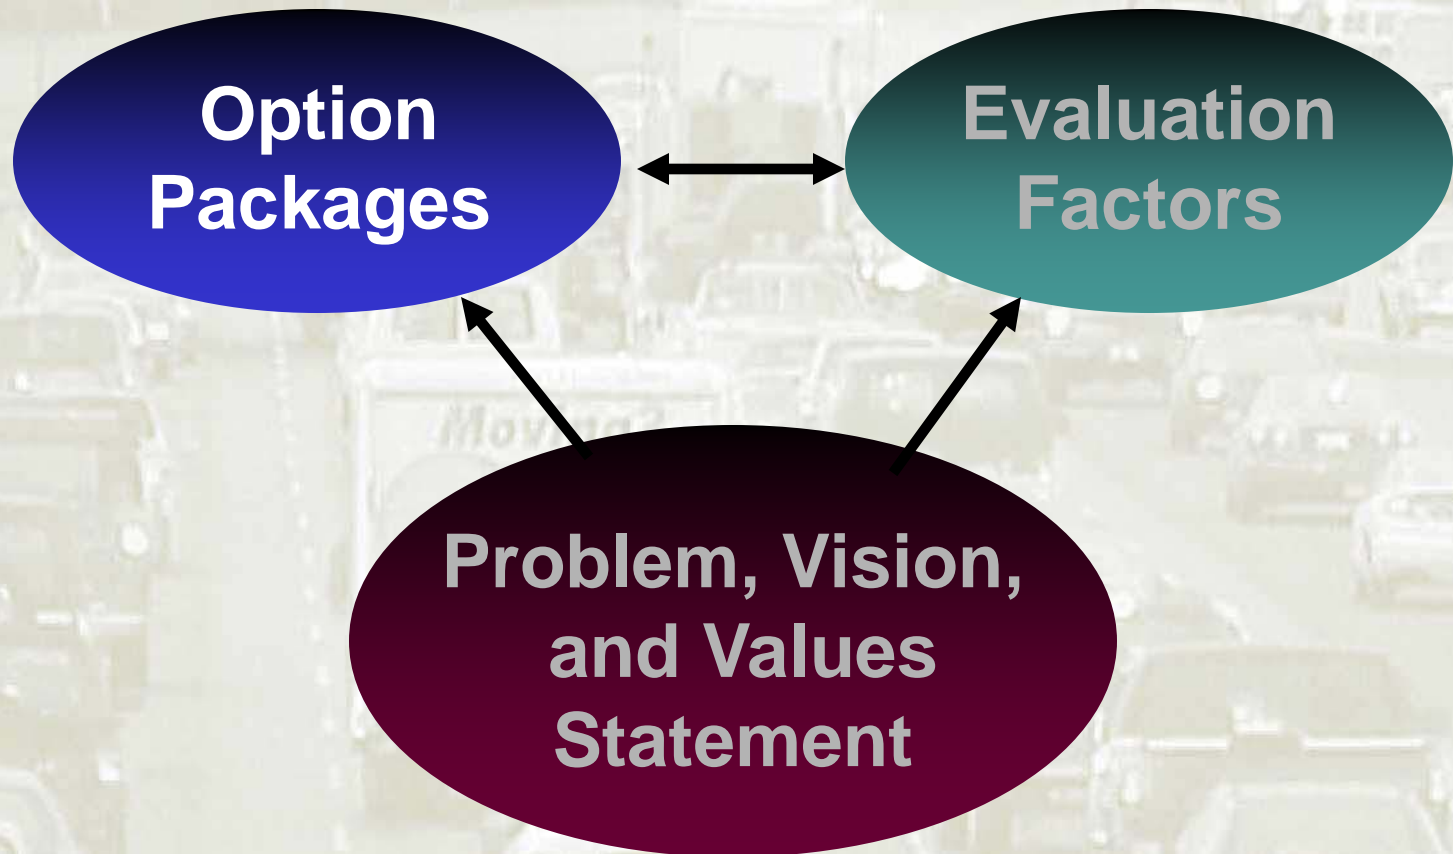 Option
Packages
Evaluation
Factors
Problem, Vision,
and Values
Statement